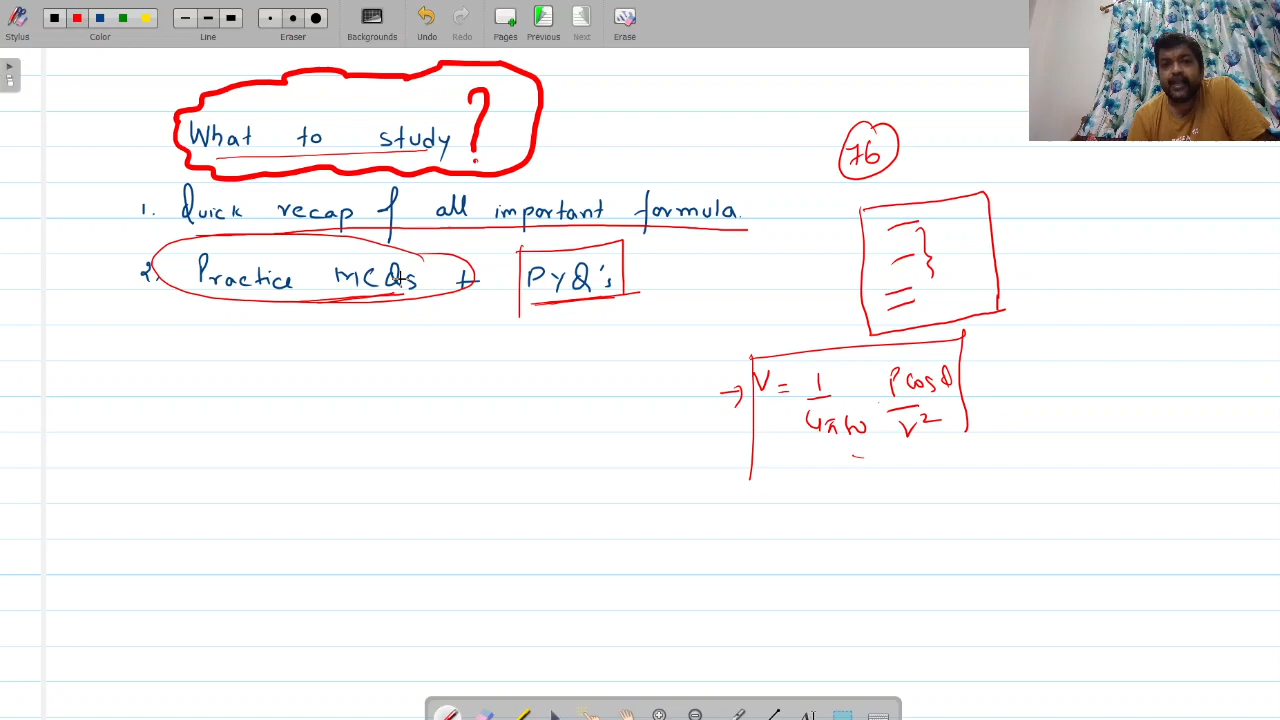 Stylus Color Line Eraser Backgrounds Undo Redo Pages Previous Next Erase
What to study ?
76
1. Quick recap of all important formula.
2. Practice MCQs + PYQ's
→ V = 1/4πε0 Pcosθ/r²